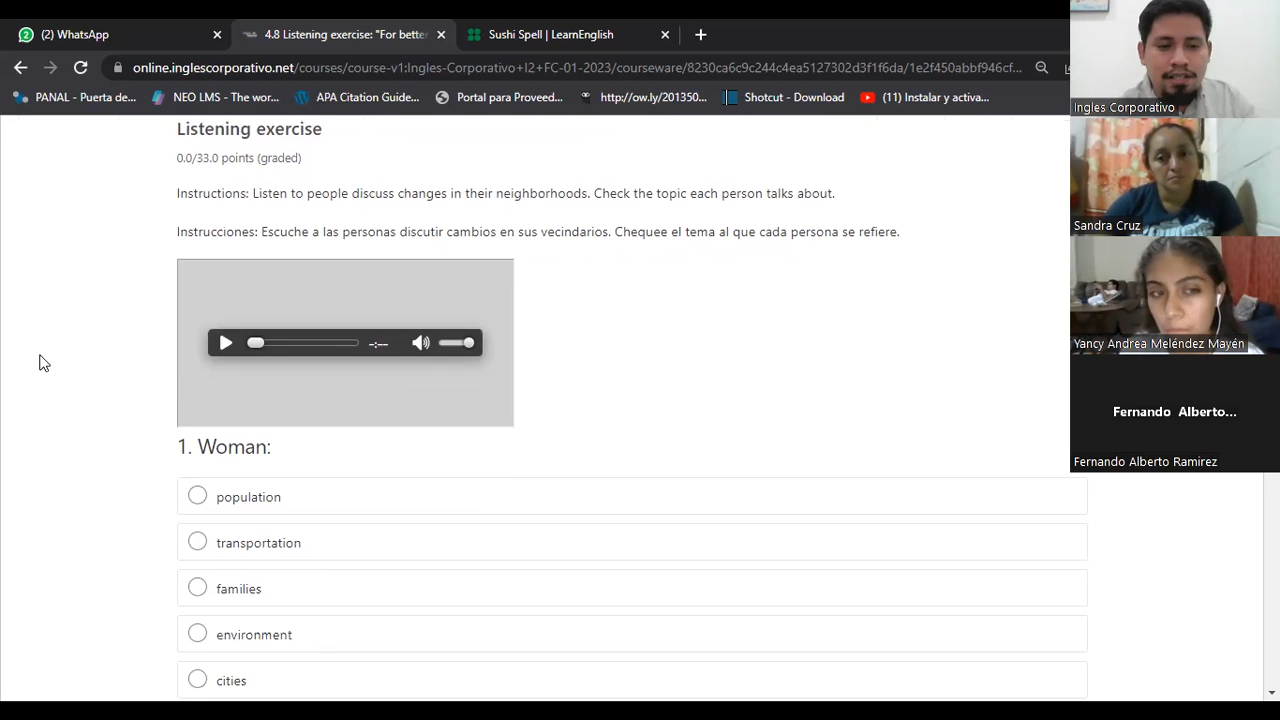 (2) WhatsApp
4.8 Listening exercise: "For better
Sushi Spell | LearnEnglish
online.inglescorporativo.net/courses/course-v1:Ingles-Corporativo+I2+FC-01-2023/courseware/8230a6c9c244c4ea5127302d3f1f6da/1e2f450abbf946cf...
PANAL - Puerta de...
NEO LMS - The wor...
APA Citation Guide...
Portal para Proveed...
http://ow.ly/201350...
Shotcut - Download
(11) Instalar y activa...
Listening exercise
0.0/33.0 points (graded)
Instructions: Listen to people discuss changes in their neighborhoods. Check the topic each person talks about.
Instrucciones: Escuche a las personas discutir cambios en sus vecindarios. Chequee el tema al que cada persona se refiere.
-:--
1. Woman:
population
transportation
families
environment
cities
Ingles Corporativo
Sandra Cruz
Yancy Andrea Meléndez Mayén
Fernando Alberto...
Fernando Alberto Ramirez